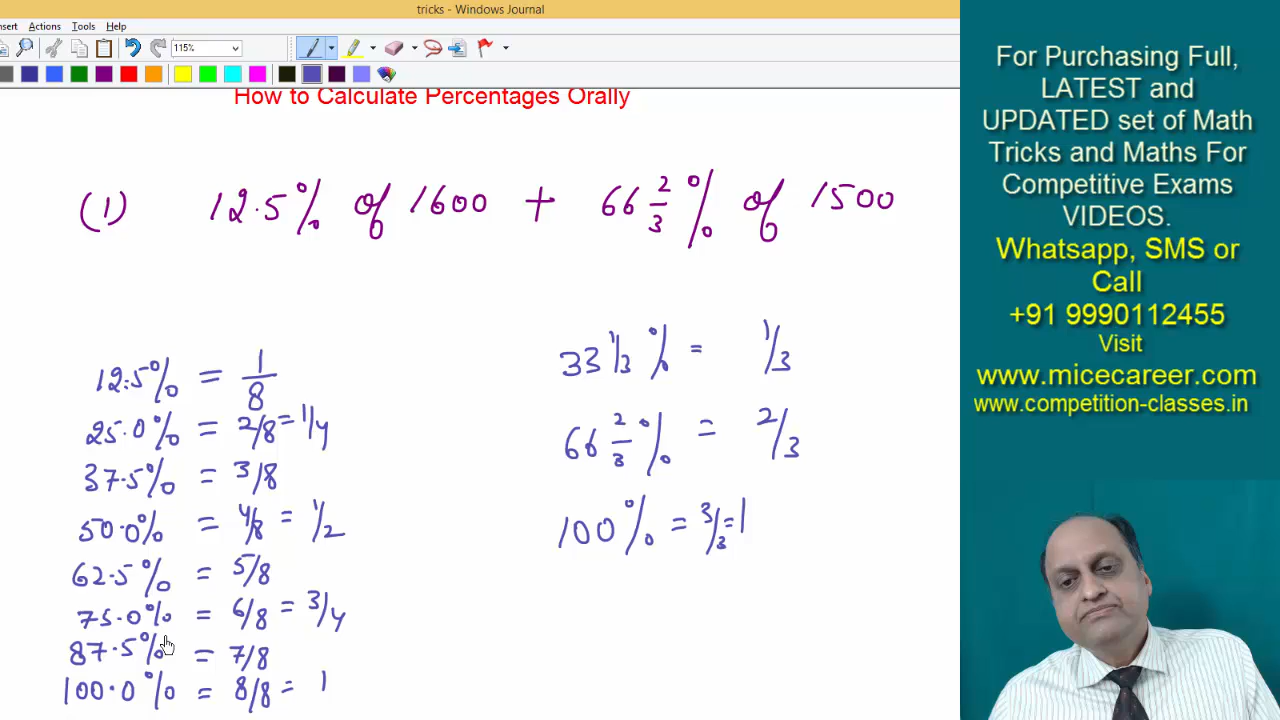 tricks - Windows Journal
nsert Actions Tools Help
115%
How to Calculate Percentages Orally
(1) 12.5% of 1600 + 66 2/3 % of 1500
12.5% = 1/8
25.0% = 2/8 = 1/4
37.5% = 3/8
50.0% = 4/8 = 1/2
62.5% = 5/8
75.0% = 6/8 = 3/4
87.5% = 7/8
100.0% = 8/8 = 1
33 1/3 % = 1/3
66 2/3 % = 2/3
100% = 3/3 = 1
For Purchasing Full,
LATEST and
UPDATED set of Math
Tricks and Maths For
Competitive Exams
VIDEOS.
Whatsapp, SMS or
Call
+91 9990112455
Visit
www.micecareer.com
www.competition-classes.in